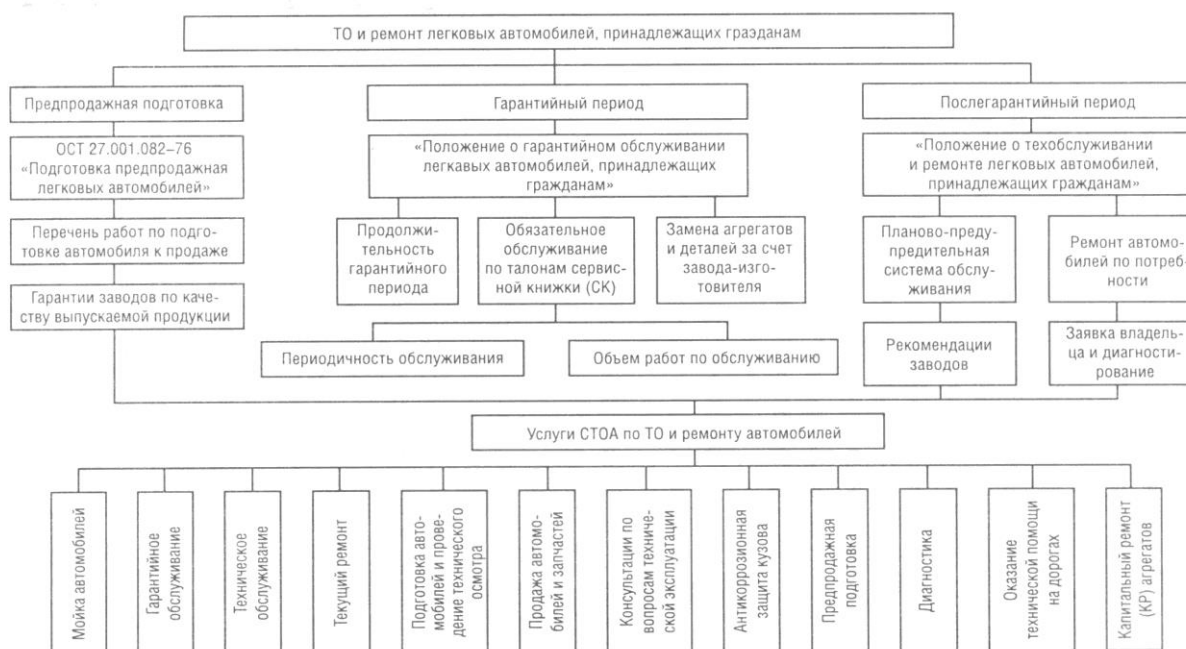 ТО и ремонт легковых автомобилей, принадлежащих граэданам
Предпродажная подготовка
Гарантийный период
Послегарантийный период
ОСТ 27.001.082–76
«Подготовка предпродажная
легковых автомобилей»
«Положение о гарантийном обслуживании
легкавых автомобилей, принадлежащих
гражданам»
«Положение о техобслуживании
и ремонте легковых автомобилей,
принадлежащих гражданам»
Перечень работ по подго-
товке автомобиля к продаже
Продолжи-
тельность
гарантийного
периода
Обязательное
обслуживание
по талонам сервис-
ной книжки (СК)
Замена агрегатов
и деталей за счет
завода-изго-
товителя
Планово-преду-
упредительная
система обслу-
живания
Ремонт автомо-
билей по потреб-
ности
Гарантии заводов по каче-
ству выпускаемой продукции
Периодичность обслуживания
Объем работ по обслуживанию
Рекомендации
заводов
Заявка владель-
ца и диагности-
рование
Услуги СТОА по ТО и ремонту автомобилей
Мойка автомобилей
Гарантийное
обслуживание
Техническое
обслуживание
Текущий ремонт
Подготовка авто-
мобилей и прове-
дение технического
осмотра
Продажа автомо-
билей и запчастей
Консультации по
вопросам техниче-
ской эксплуатации
Антикоррозионная
защита кузова
Предпродажная
подготовка
Диагностика
Оказание
технической помощи
на дорогах
Капитальный ремонт
(КР) агрегатов